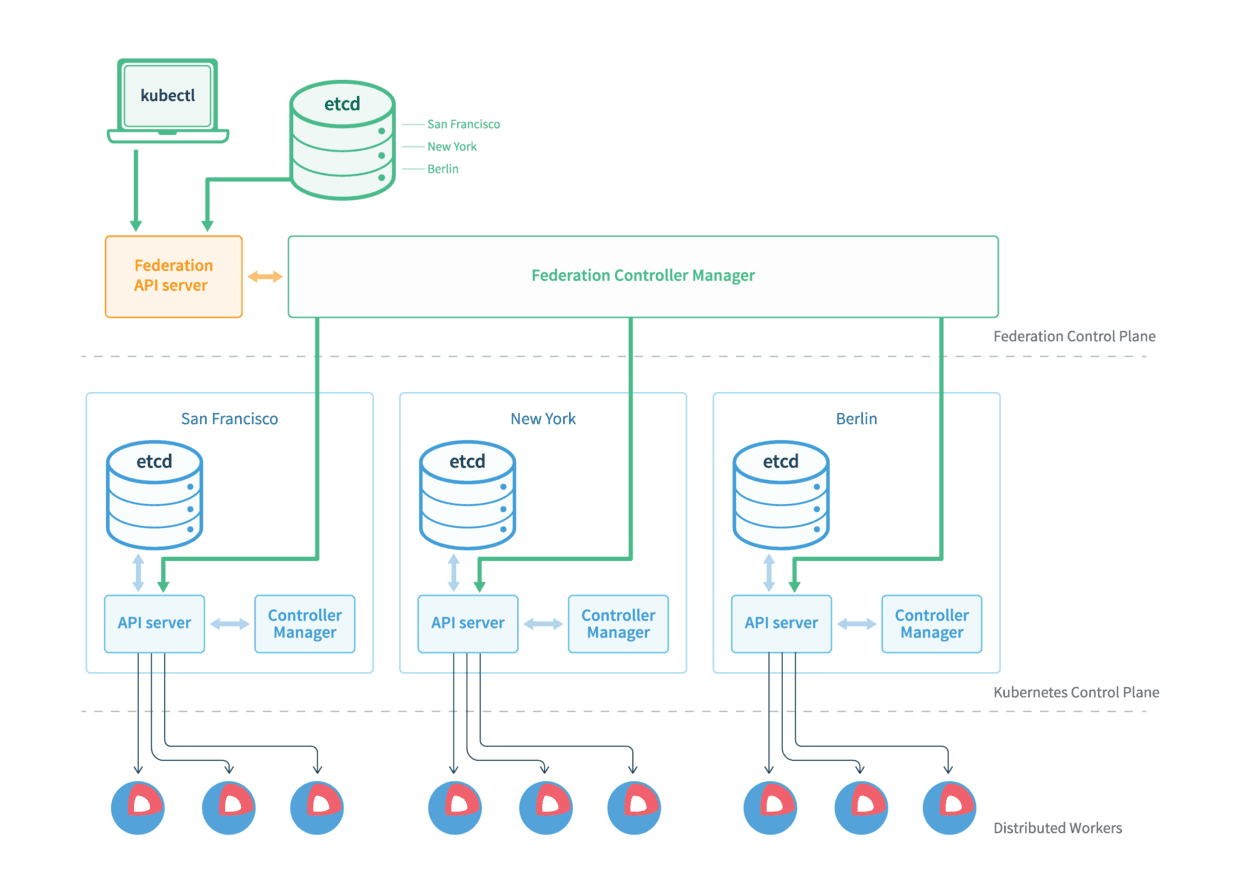 kubectl
etcd
San Francisco
New York
Berlin
Federation
API server
Federation Controller Manager
Federation Control Plane
San Francisco
etcd
API server
Controller
Manager
New York
etcd
API server
Controller
Manager
Berlin
etcd
API server
Controller
Manager
Kubernetes Control Plane
Distributed Workers